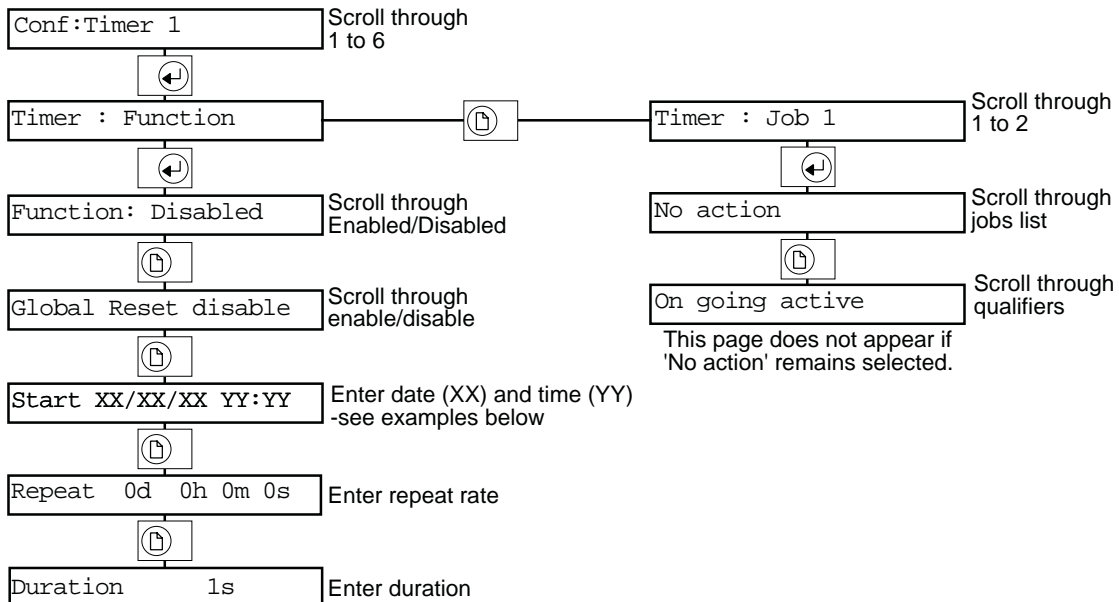 Conf:Timer 1
Scroll through
1 to 6
Timer : Function
Timer : Job 1
Scroll through
1 to 2
Function: Disabled
Scroll through
Enabled/Disabled
No action
Scroll through
jobs list
Global Reset disable
Scroll through
enable/disable
On going active
Scroll through
qualifiers
This page does not appear if
'No action' remains selected.
Start XX/XX/XX YY:YY
Enter date (XX) and time (YY)
-see examples below
Repeat 0d 0h 0m 0s
Enter repeat rate
Duration 1s
Enter duration